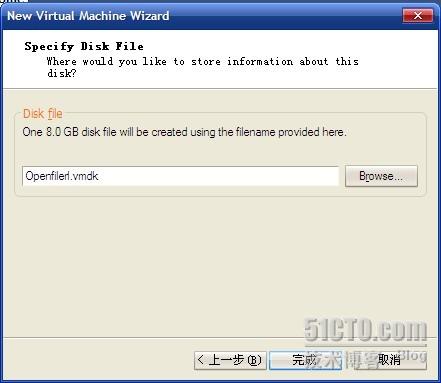 New Virtual Machine Wizard
Specify Disk File
Where would you like to store information about this
disk?
Disk file
One 8.0 GB disk file will be created using the filename provided here.
Openfilerl.vmdk
Browse...
51CTO.com
技术博客 Blog
< 上一步(B)
完成
取消